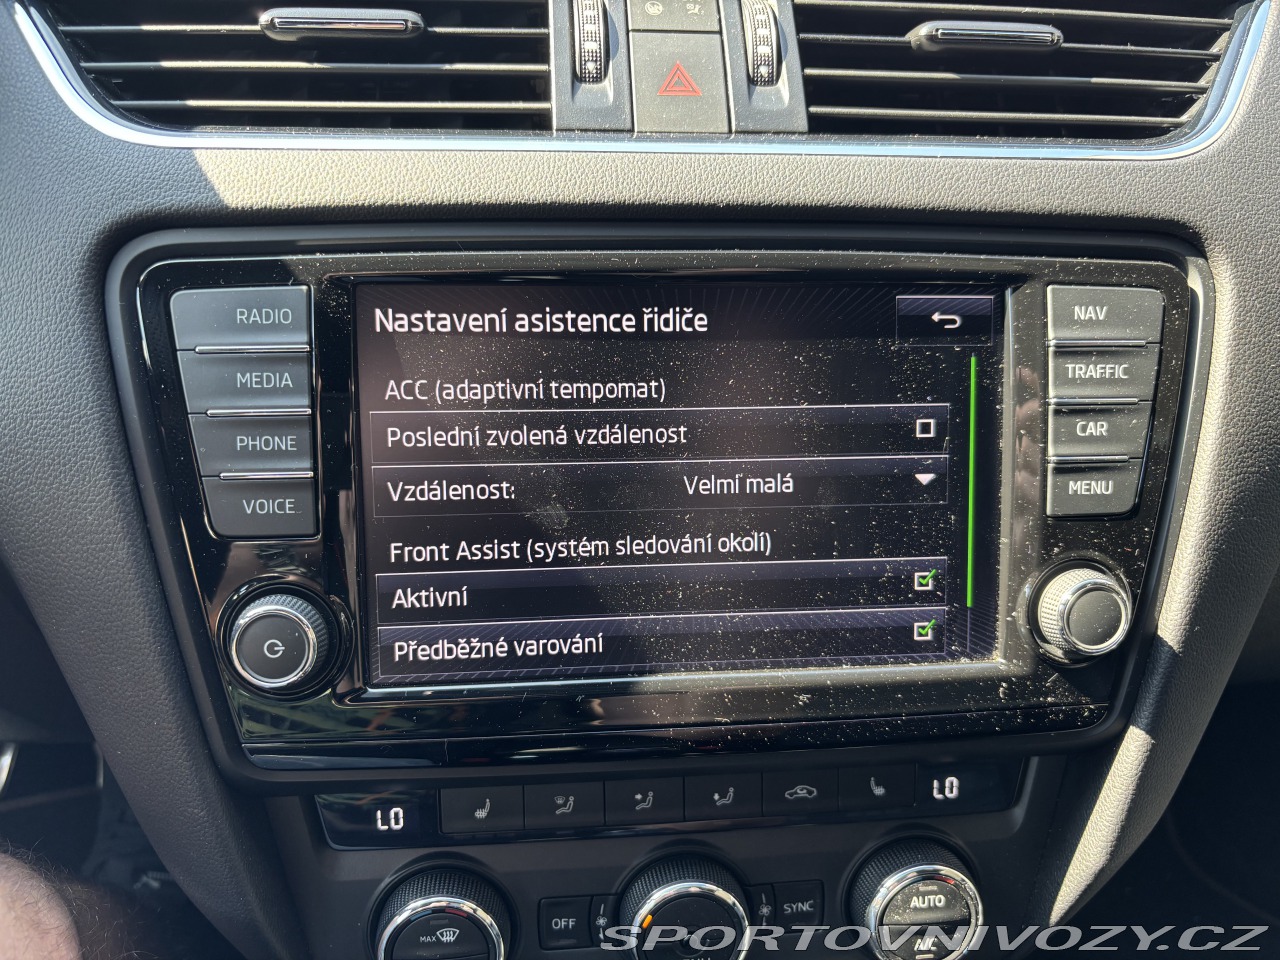 RADIO
MEDIA
PHONE
VOICE
Nastavení asistence řidiče
ACC (adaptivní tempomat)
Poslední zvolená vzdálenost
Vzdálenost: Velmi malá
Front Assist (systém sledování okolí)
Aktivní
Předběžné varování
NAV
TRAFFIC
CAR
MENU
LO
LO
MAX
OFF
SYNC
AUTO
A/C
SPORTOVNIVOZY.CZ